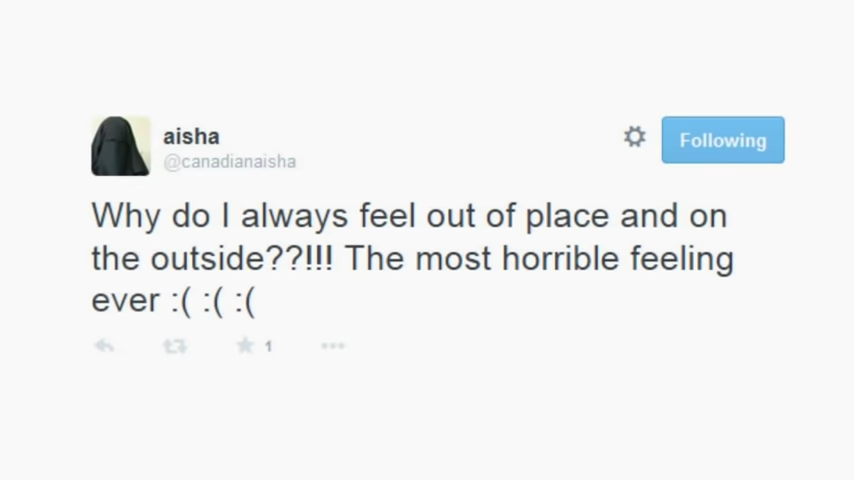 aisha
@canadianaisha
Following
Why do I always feel out of place and on
the outside??!!! The most horrible feeling
ever :( :( :(
1